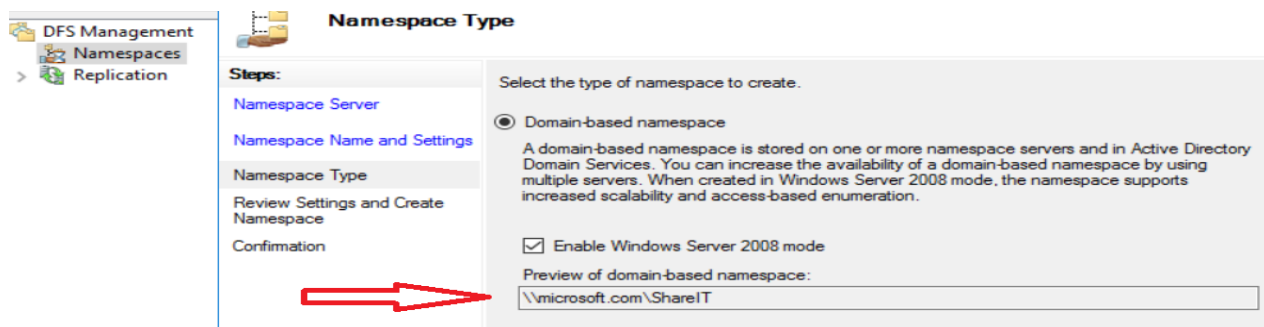 Namespace Type
DFS Management
Namespaces
Replication
Steps:
Namespace Server
Namespace Name and Settings
Namespace Type
Review Settings and Create
Namespace
Confirmation
Select the type of namespace to create.
Domain-based namespace
A domain-based namespace is stored on one or more namespace servers and in Active Directory
Domain Services. You can increase the availability of a domain-based namespace by using
multiple servers. When created in Windows Server 2008 mode, the namespace supports
increased scalability and access-based enumeration.
Enable Windows Server 2008 mode
Preview of domain-based namespace:
\\microsoft.com\ShareIT